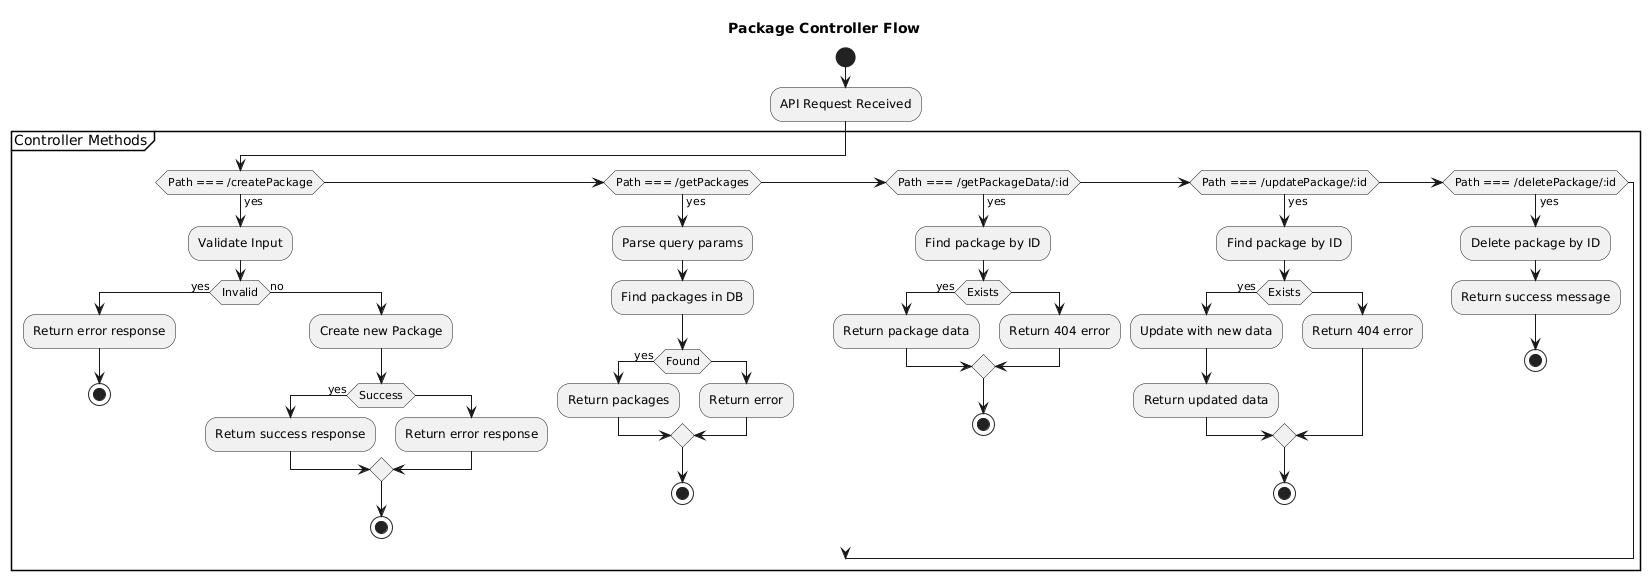 Package Controller Flow
API Request Received
Controller Methods
Path === /createPackage
yes
Validate Input
Invalid
yes
no
Return error response
Create new Package
Success
yes
Return success response
Return error response
Path === /getPackages
yes
Parse query params
Find packages in DB
Found
yes
Return packages
Return error
Path === /getPackageData/:id
yes
Find package by ID
Exists
yes
Return package data
Return 404 error
Path === /updatePackage/:id
yes
Find package by ID
Exists
yes
Update with new data
Return updated data
Return 404 error
Path === /deletePackage/:id
yes
Delete package by ID
Return success message